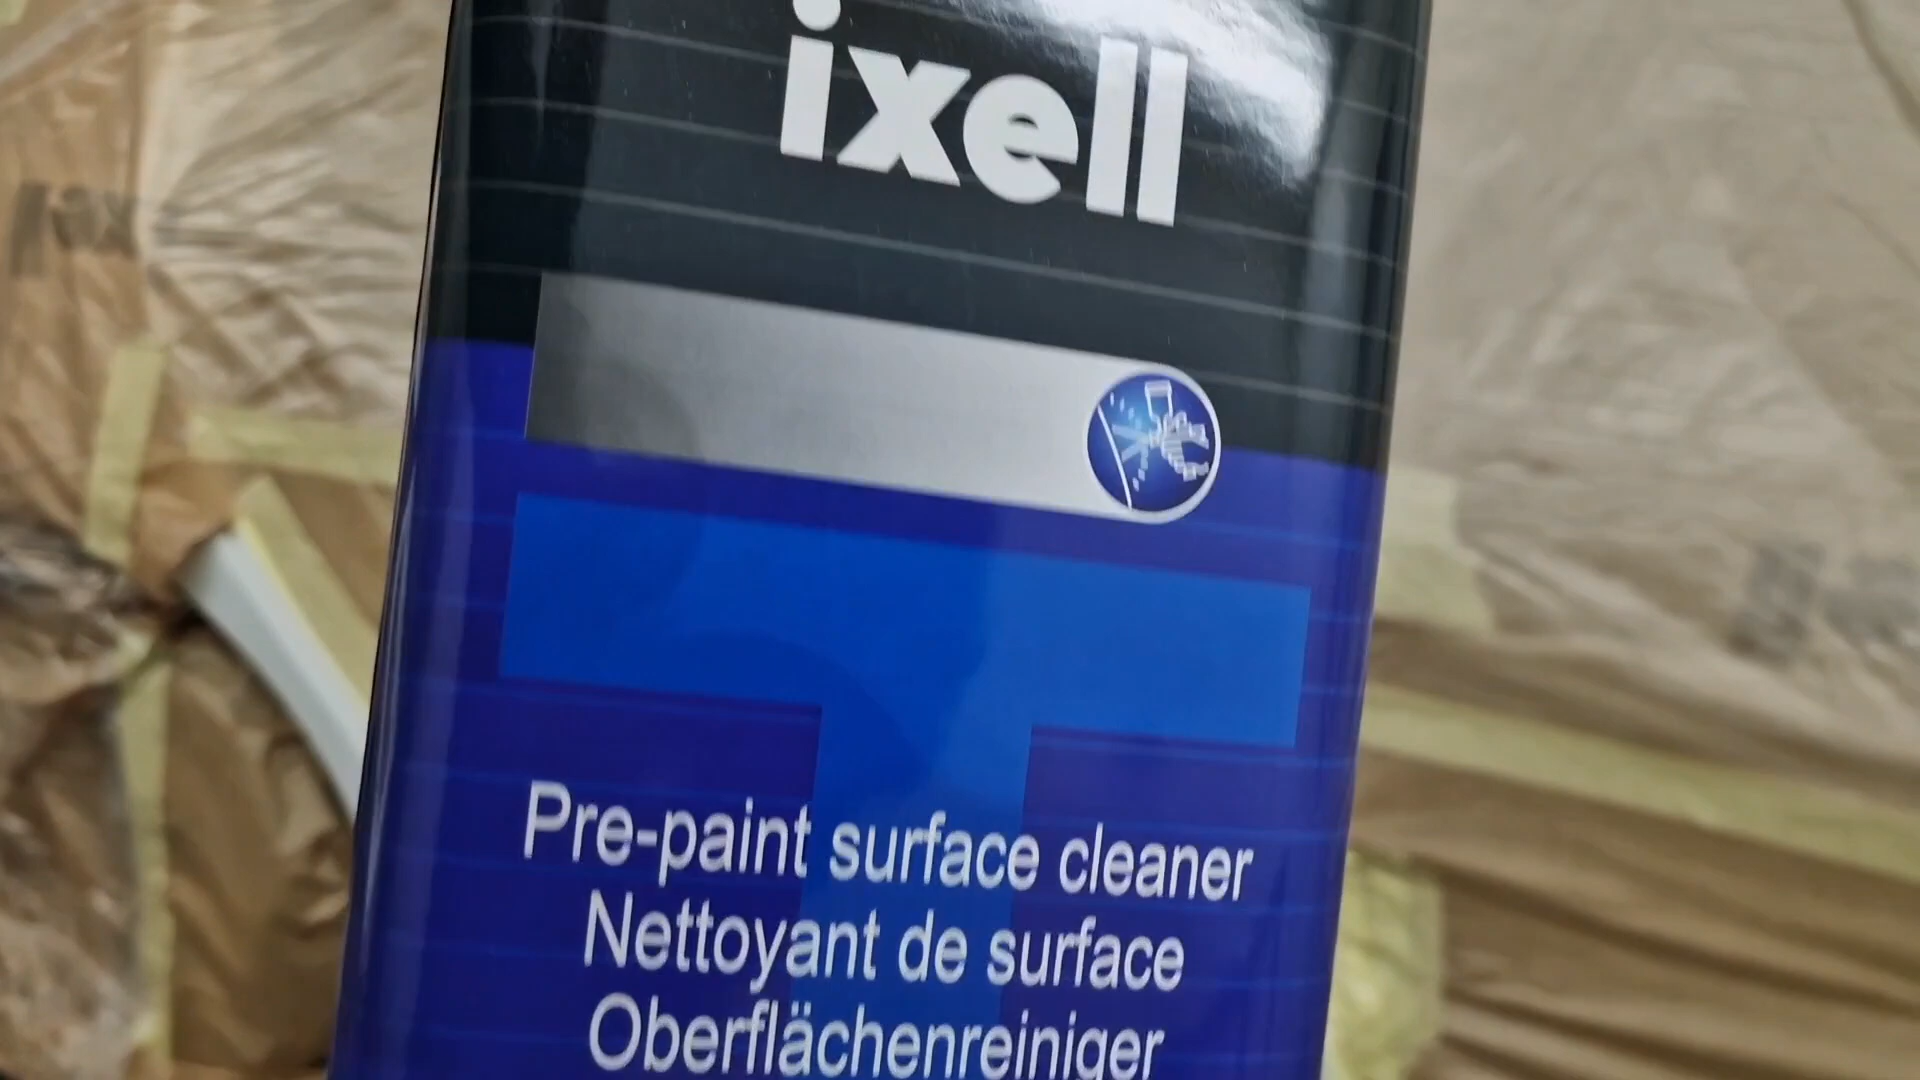 ixell
Pre-paint surface cleaner
Nettoyant de surface
Oberflächenreiniger